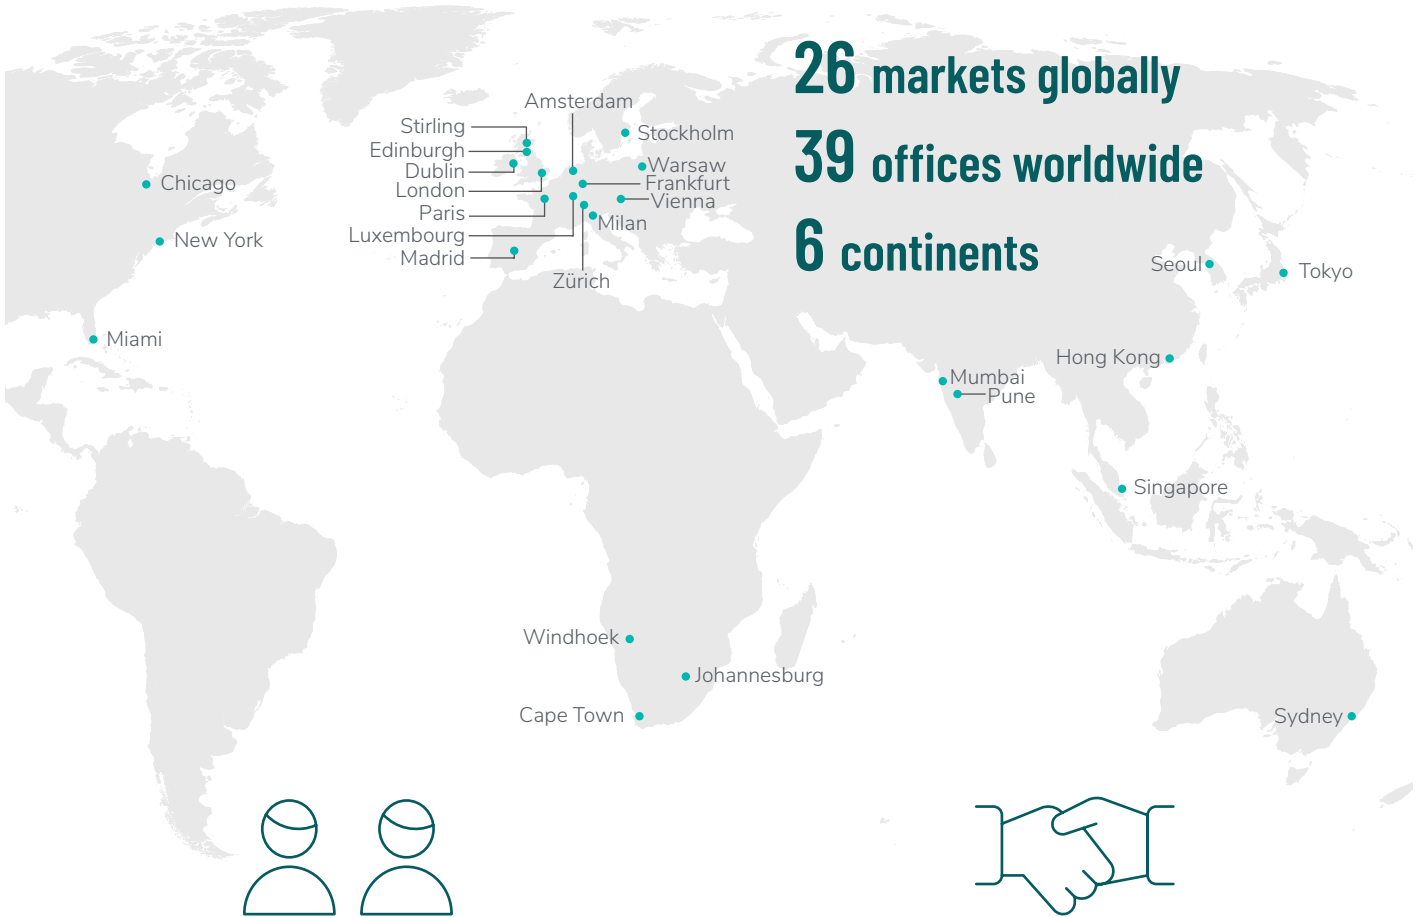 26 markets globally
39 offices worldwide
6 continents
Amsterdam
Stirling
Stockholm
Edinburgh
Warsaw
Dublin
Chicago
Frankfurt
London
Vienna
Paris
Milan
Luxembourg
New York
Madrid
Seoul
Tokyo
Zürich
Miami
Hong Kong
Mumbai
Pune
Singapore
Windhoek
Johannesburg
Cape Town
Sydney